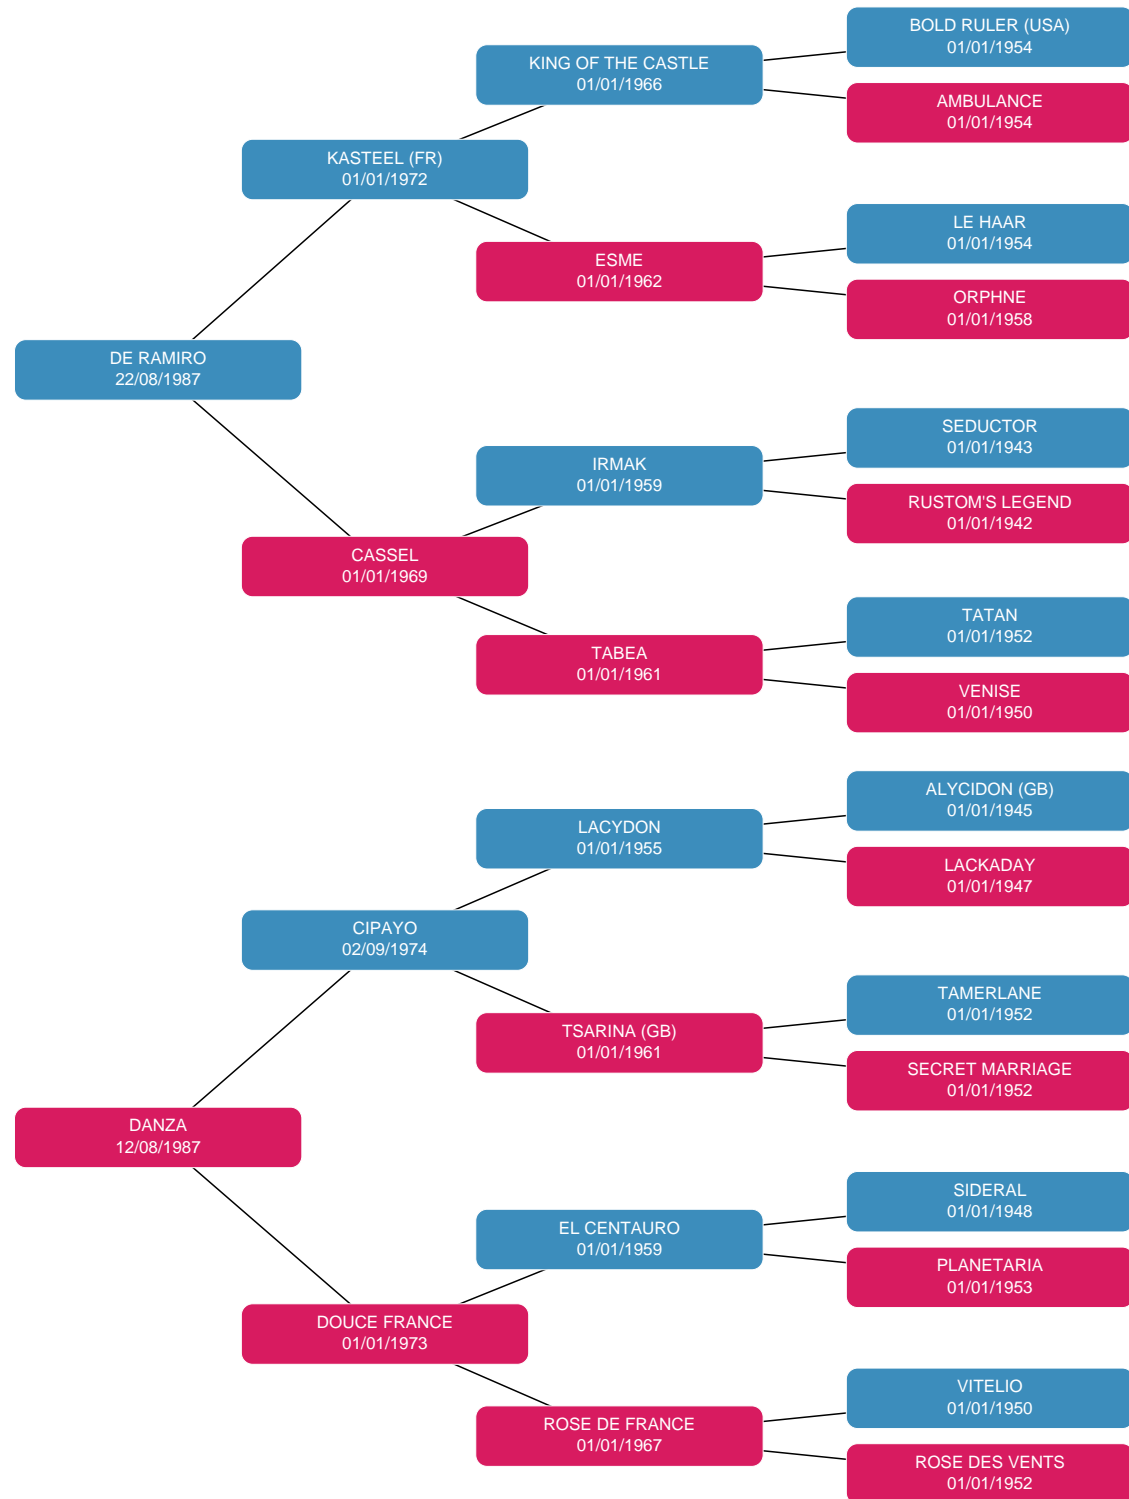 BOLD RULER (USA)
01/01/1954
KING OF THE CASTLE
01/01/1966
AMBULANCE
01/01/1954
KASTEEL (FR)
01/01/1972
LE HAAR
01/01/1954
ESME
01/01/1962
ORPHNE
01/01/1958
DE RAMIRO
22/08/1987
SEDUCTOR
01/01/1943
IRMAK
01/01/1959
RUSTOM'S LEGEND
01/01/1942
CASSEL
01/01/1969
TATAN
01/01/1952
TABEA
01/01/1961
VENISE
01/01/1950
ALYCIDON (GB)
01/01/1945
LACYDON
01/01/1955
LACKADAY
01/01/1947
CIPAYO
02/09/1974
TAMERLANE
01/01/1952
TSARINA (GB)
01/01/1961
SECRET MARRIAGE
01/01/1952
DANZA
12/08/1987
SIDERAL
01/01/1948
EL CENTAURO
01/01/1959
PLANETARIA
01/01/1953
DOUCE FRANCE
01/01/1973
VITELIO
01/01/1950
ROSE DE FRANCE
01/01/1967
ROSE DES VENTS
01/01/1952